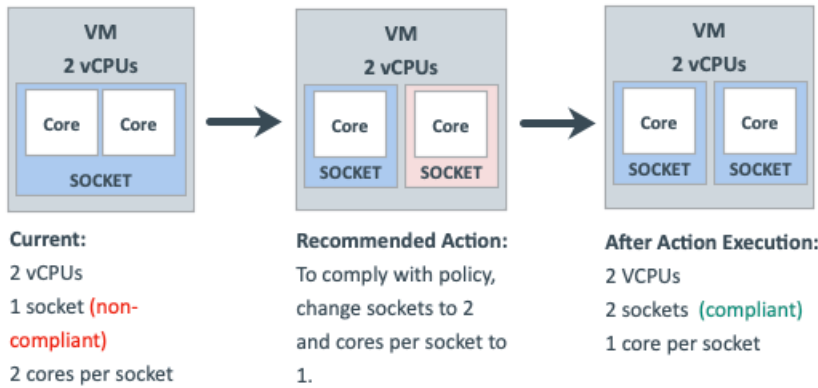 VM
2 vCPUs
Core
Core
SOCKET
Current:
2 vCPUs
1 socket (non-
compliant)
2 cores per socket
VM
2 vCPUs
Core
Core
SOCKET
SOCKET
Recommended Action:
To comply with policy,
change sockets to 2
and cores per socket to
1.
VM
2 vCPUs
Core
Core
SOCKET
SOCKET
After Action Execution:
2 VCPUs
2 sockets (compliant)
1 core per socket